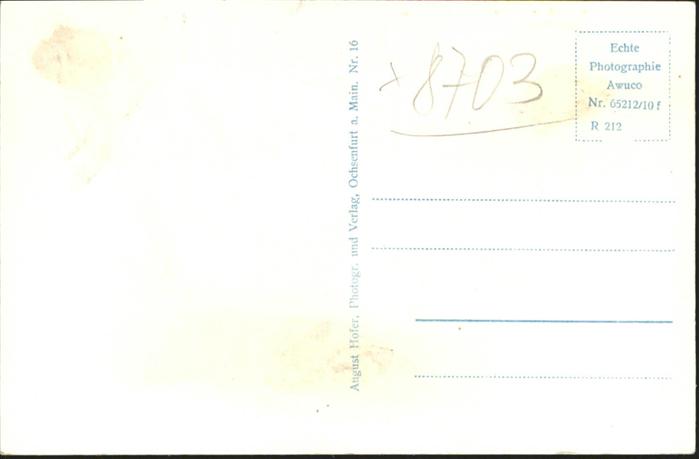 August Hofer, Photogr. und Verlag, Ochsenfurt a. Main. Nr. 16
8703
Echte
Photographie
Awuco
Nr. 65212/10 f
R 212